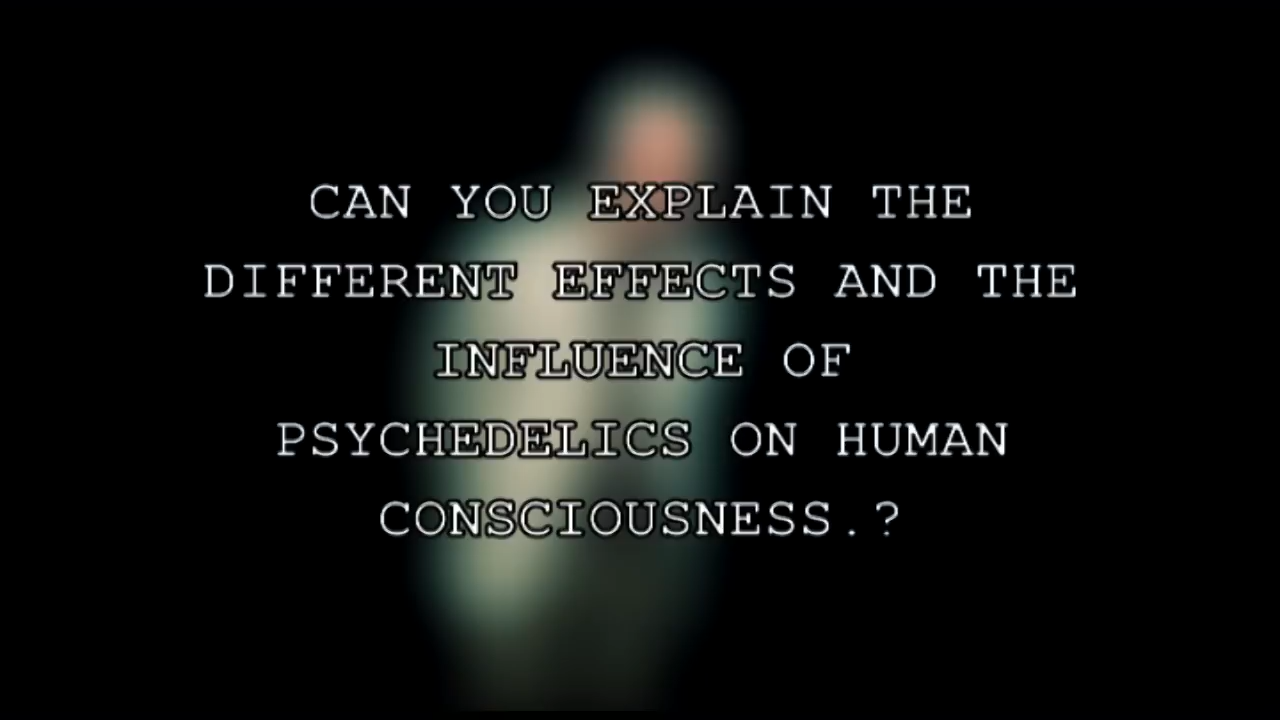 CAN YOU EXPLAIN THE
DIFFERENT EFFECTS AND THE
INFLUENCE OF
PSYCHEDELICS ON HUMAN
CONSCIOUSNESS.?